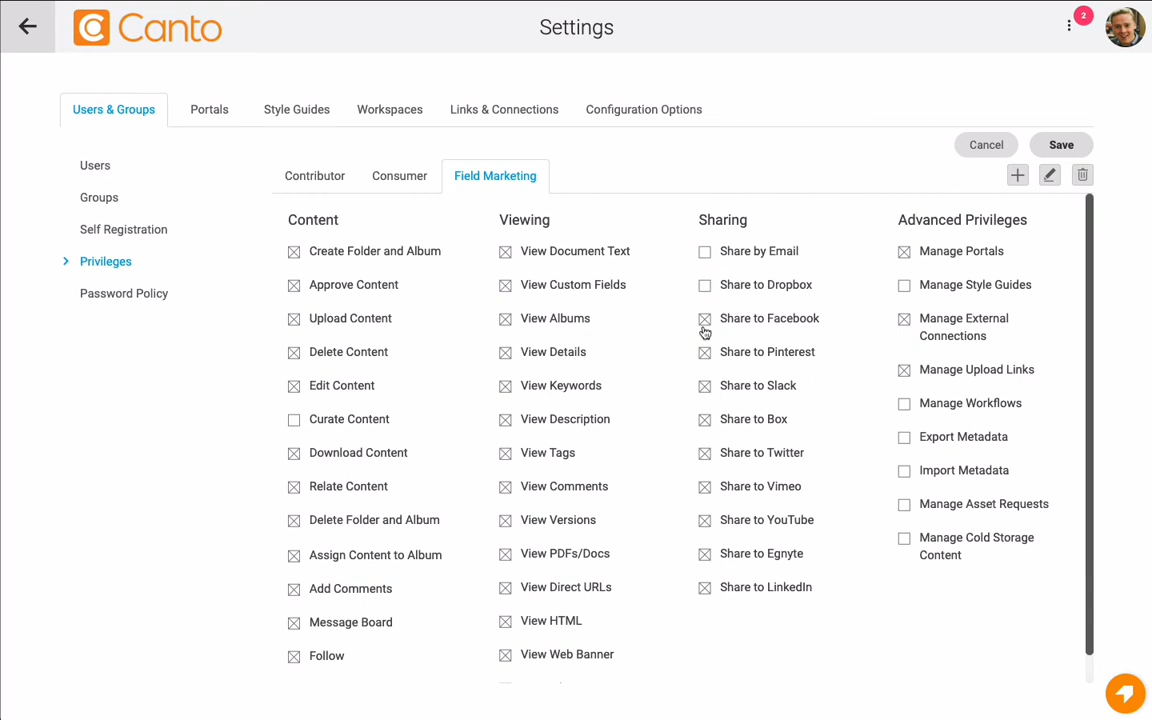 Canto
Settings
2
Users & Groups
Portals
Style Guides
Workspaces
Links & Connections
Configuration Options
Cancel
Save
Users
Groups
Self Registration
Privileges
Password Policy
Contributor
Consumer
Field Marketing
Content
Create Folder and Album
Approve Content
Upload Content
Delete Content
Edit Content
Curate Content
Download Content
Relate Content
Delete Folder and Album
Assign Content to Album
Add Comments
Message Board
Follow
Viewing
View Document Text
View Custom Fields
View Albums
View Details
View Keywords
View Description
View Tags
View Comments
View Versions
View PDFs/Docs
View Direct URLs
View HTML
View Web Banner
Sharing
Share by Email
Share to Dropbox
Share to Facebook
Share to Pinterest
Share to Slack
Share to Box
Share to Twitter
Share to Vimeo
Share to YouTube
Share to Egnyte
Share to LinkedIn
Advanced Privileges
Manage Portals
Manage Style Guides
Manage External
Connections
Manage Upload Links
Manage Workflows
Export Metadata
Import Metadata
Manage Asset Requests
Manage Cold Storage
Content